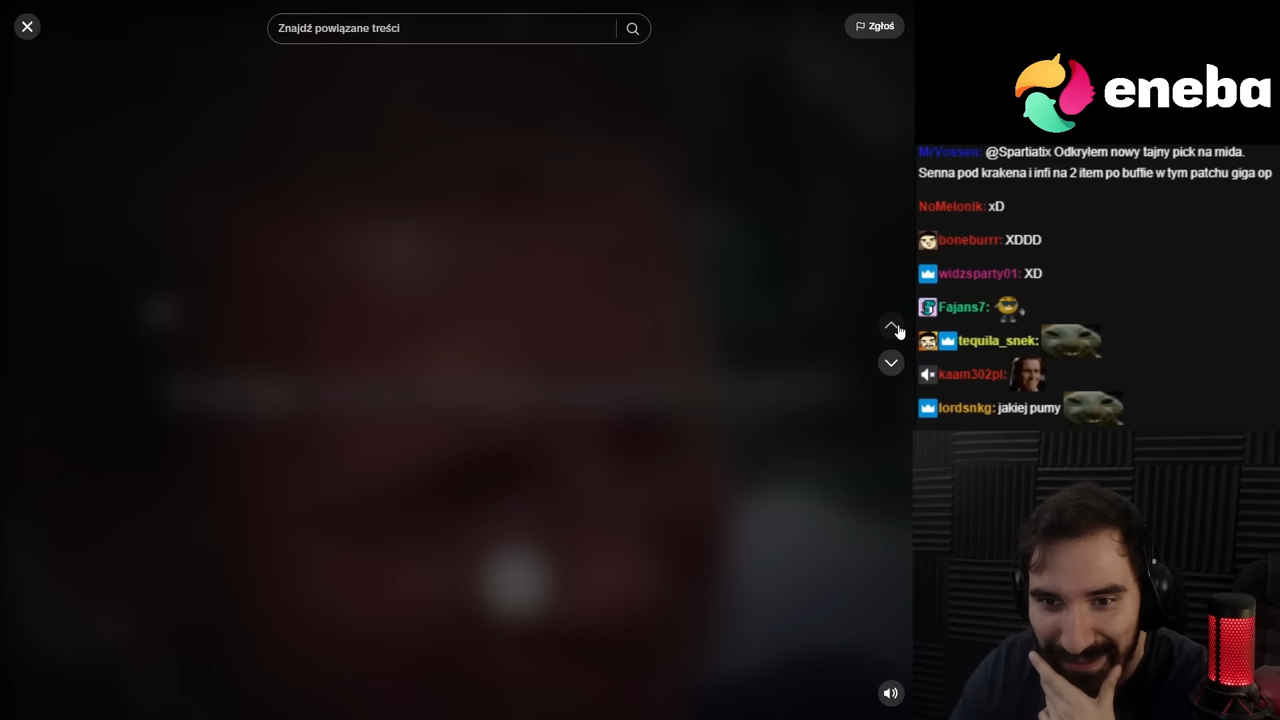 Znajdź powiązane treści
Zgłoś
eneba
MrVossen: @Spartiatix Odkryłem nowy tajny pick na mida.
Senna pod krakena i infi na 2 item po buffie w tym patchu giga op
NoMelonik: xD
boneburrr: XDDD
widzsparty01: XD
Fajans7:
tequila_snek:
kaam302pl:
lordsnkg: jakiej pumy